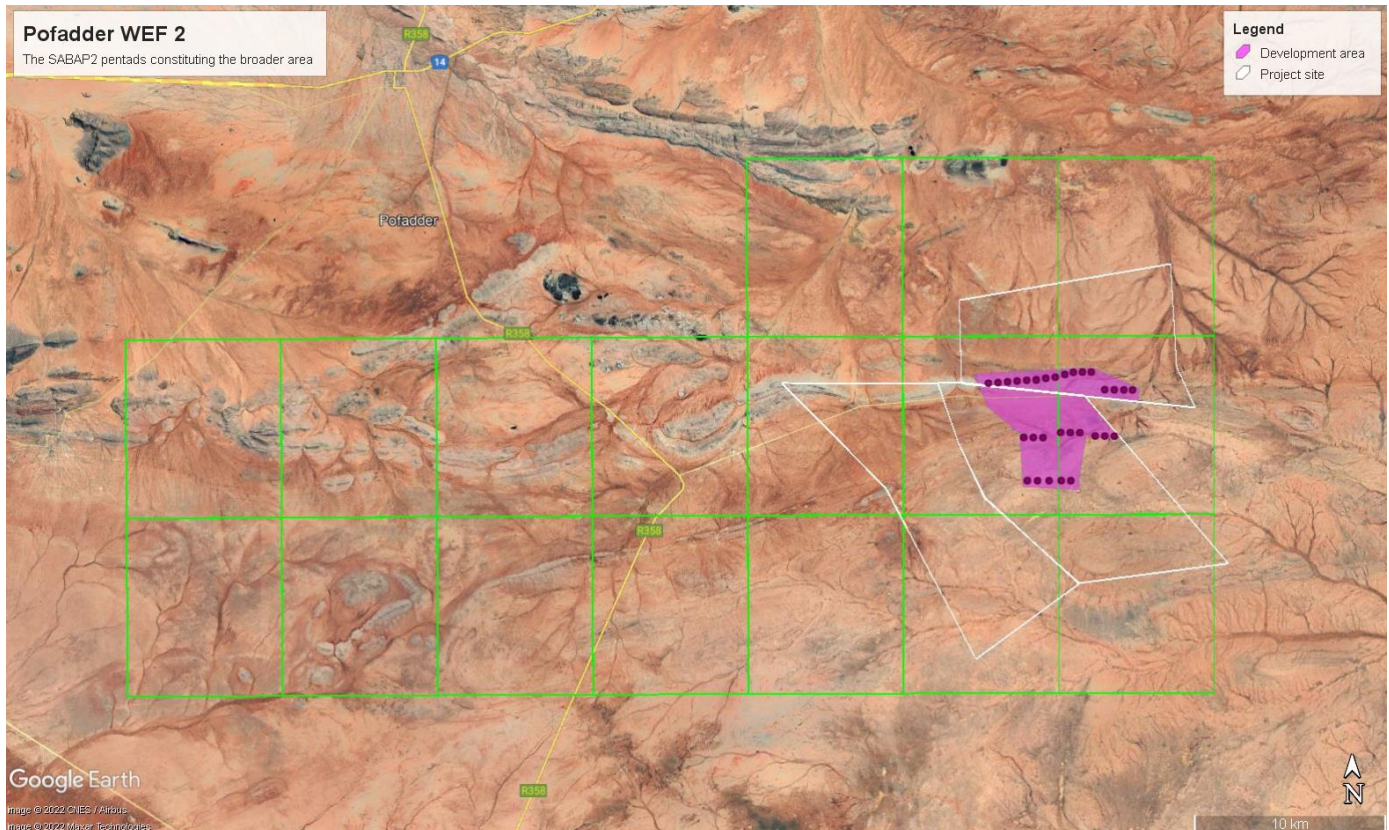 Pofadder WEF 2
The SABAP2 pentads constituting the broader area
Legend
Development area
Project site
R358
14
Pofadder
R358
R358
R358
Google Earth
Image © 2022 CNES / Airbus
Image © 2022 Maxar Technologies
N
10 km